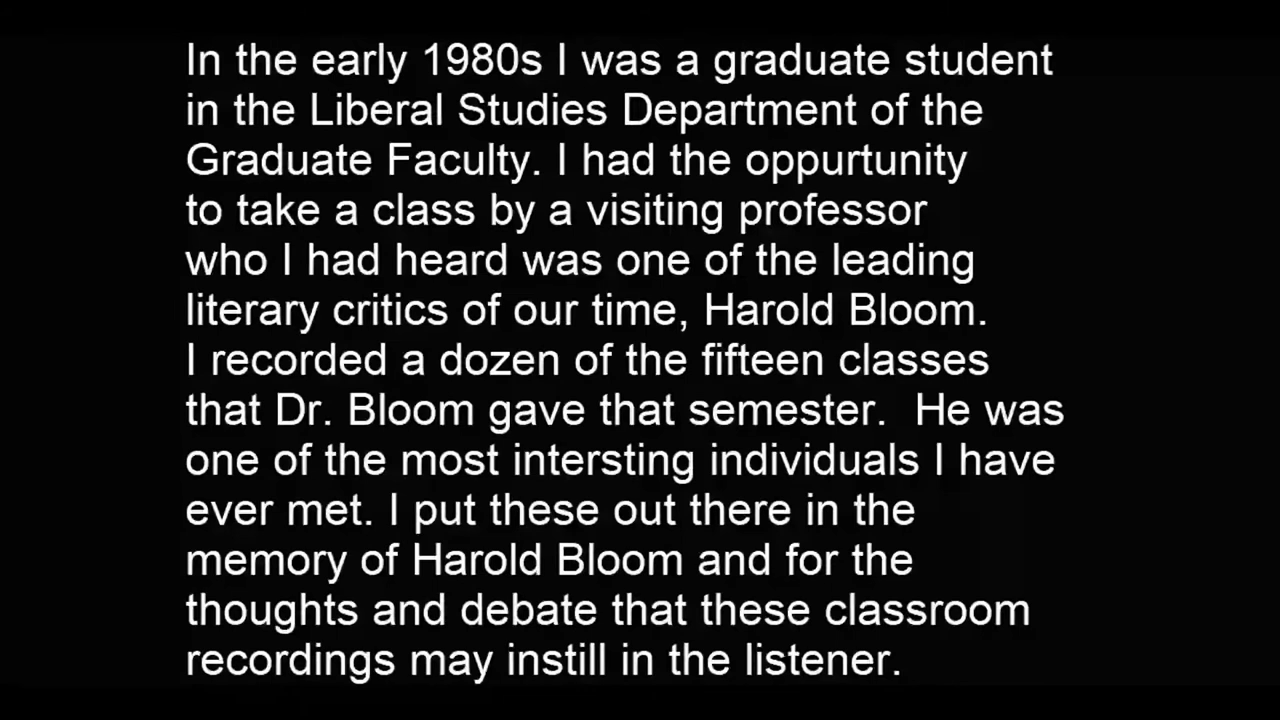 In the early 1980s I was a graduate student
in the Liberal Studies Department of the
Graduate Faculty. I had the oppurtunity
to take a class by a visiting professor
who I had heard was one of the leading
literary critics of our time, Harold Bloom.
I recorded a dozen of the fifteen classes
that Dr. Bloom gave that semester.  He was
one of the most intersting individuals I have
ever met. I put these out there in the
memory of Harold Bloom and for the
thoughts and debate that these classroom
recordings may instill in the listener.